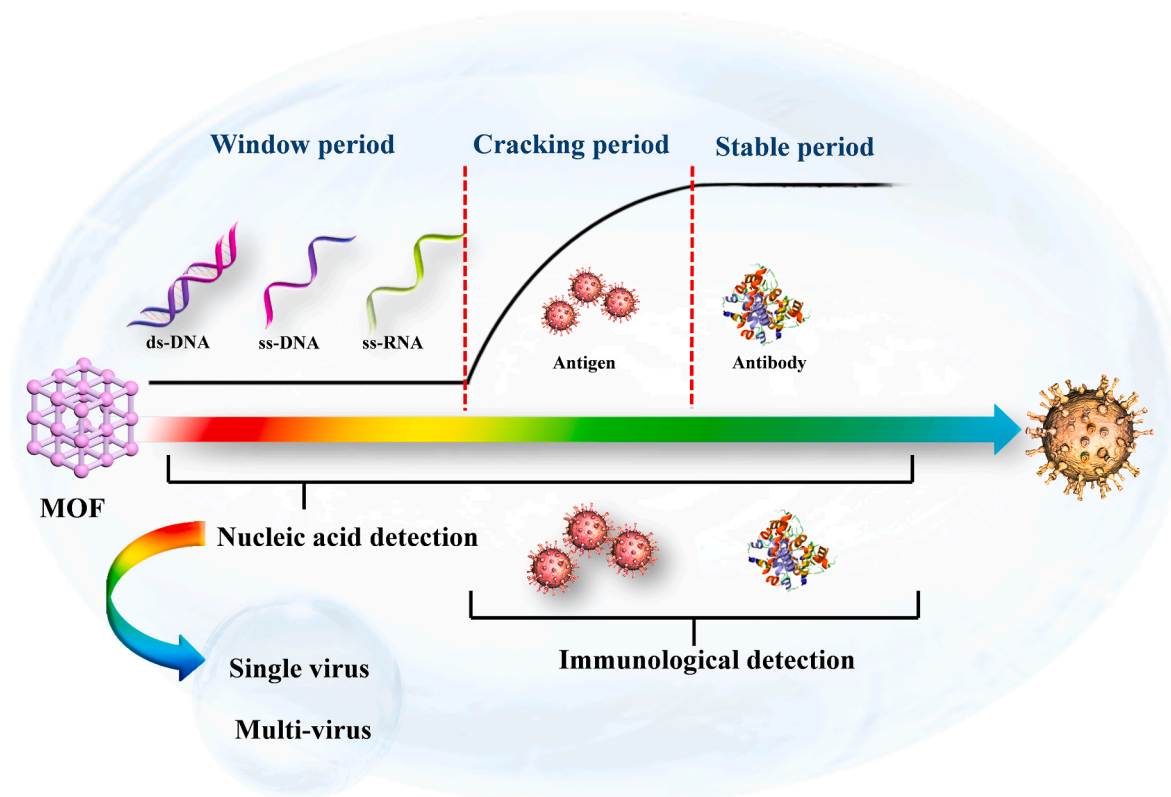 Window period
Cracking period
Stable period
ds-DNA
ss-DNA
ss-RNA
Antigen
Antibody
MOF
Nucleic acid detection
Immunological detection
Single virus
Multi-virus